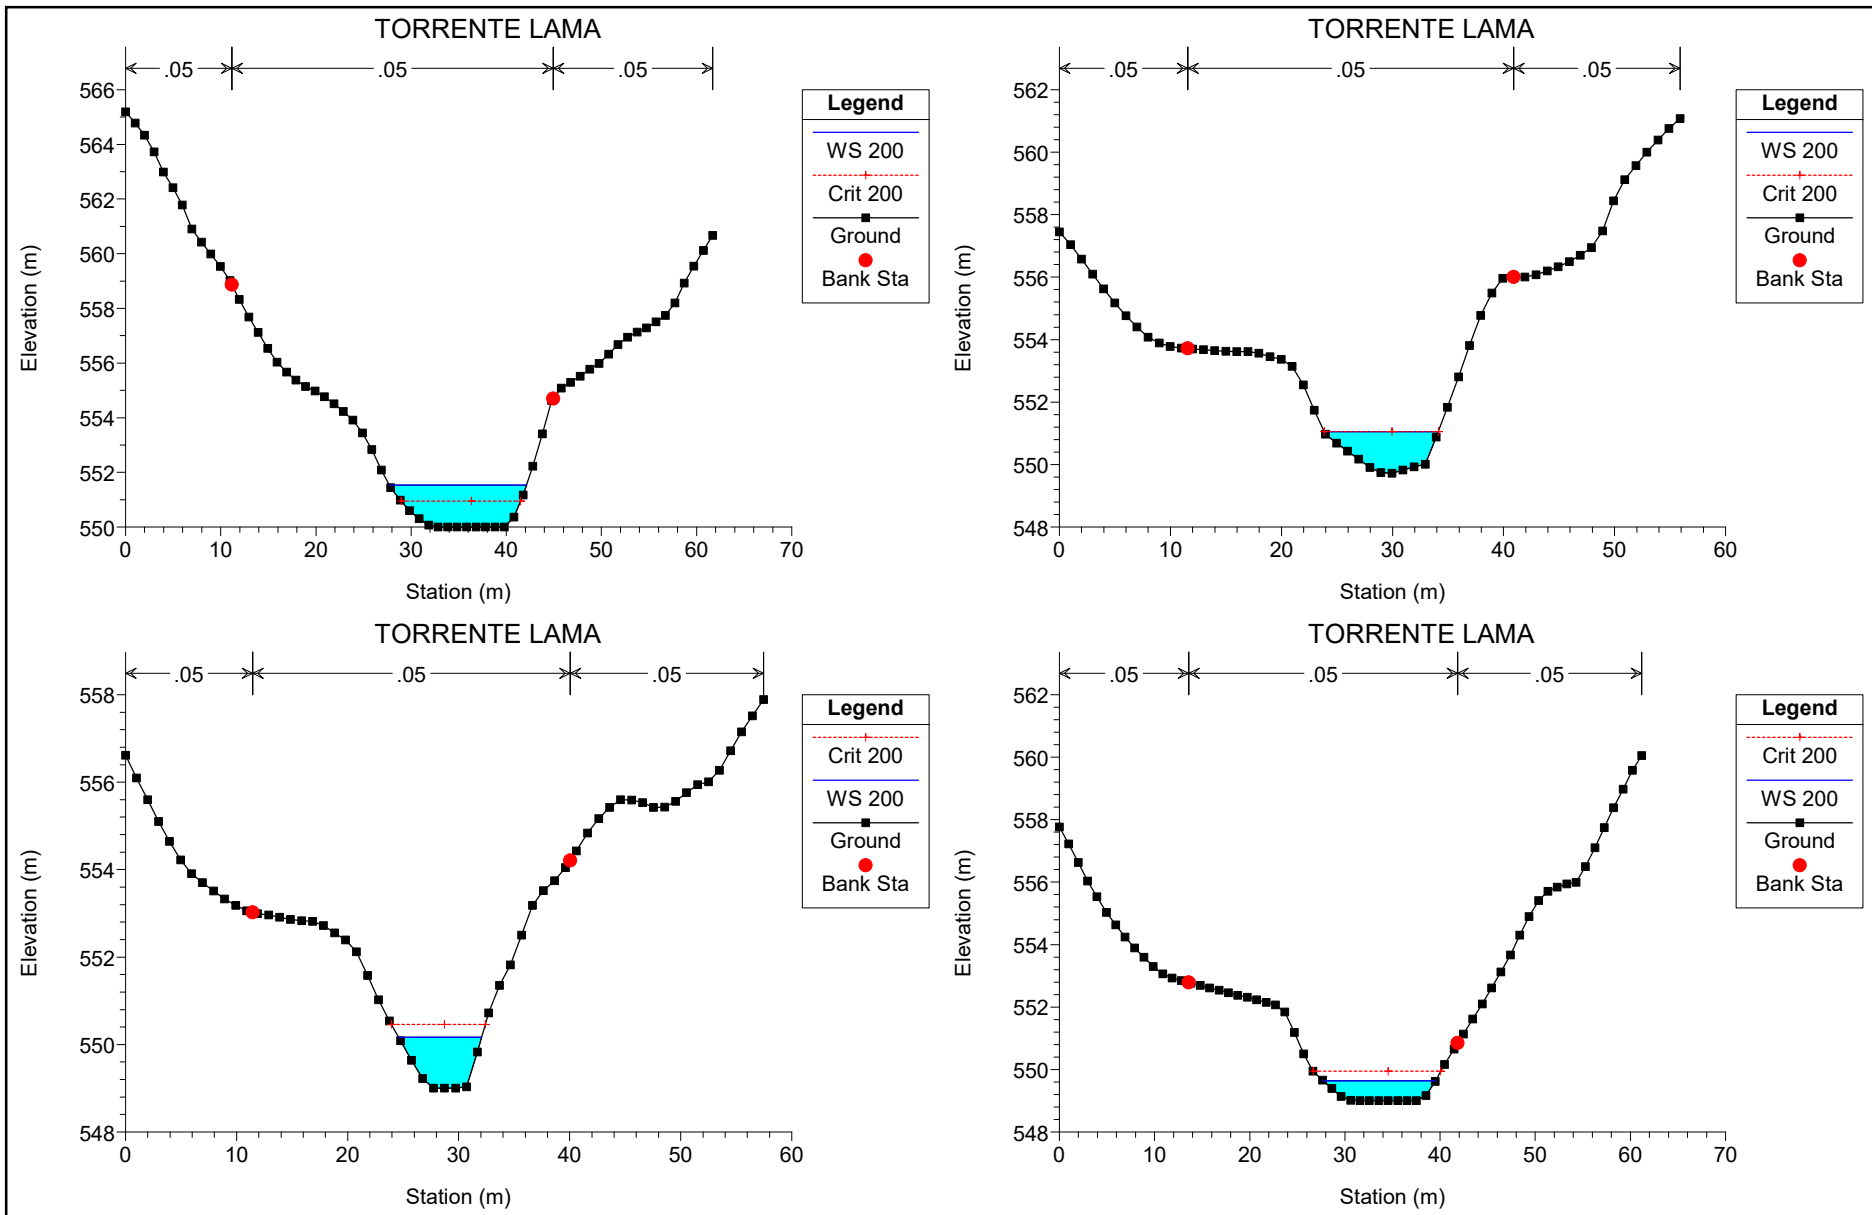 TORRENTE LAMA
.05 .05 .05
566
564
562
560
558
556
554
552
550
Elevation (m)
0 10 20 30 40 50 60 70
Station (m)
Legend
WS 200
Crit 200
Ground
Bank Sta
TORRENTE LAMA
.05 .05 .05
562
560
558
556
554
552
550
548
Elevation (m)
0 10 20 30 40 50 60
Station (m)
Legend
WS 200
Crit 200
Ground
Bank Sta
TORRENTE LAMA
.05 .05 .05
558
556
554
552
550
548
Elevation (m)
0 10 20 30 40 50 60
Station (m)
Legend
Crit 200
WS 200
Ground
Bank Sta
TORRENTE LAMA
.05 .05 .05
562
560
558
556
554
552
550
548
Elevation (m)
0 10 20 30 40 50 60 70
Station (m)
Legend
Crit 200
WS 200
Ground
Bank Sta